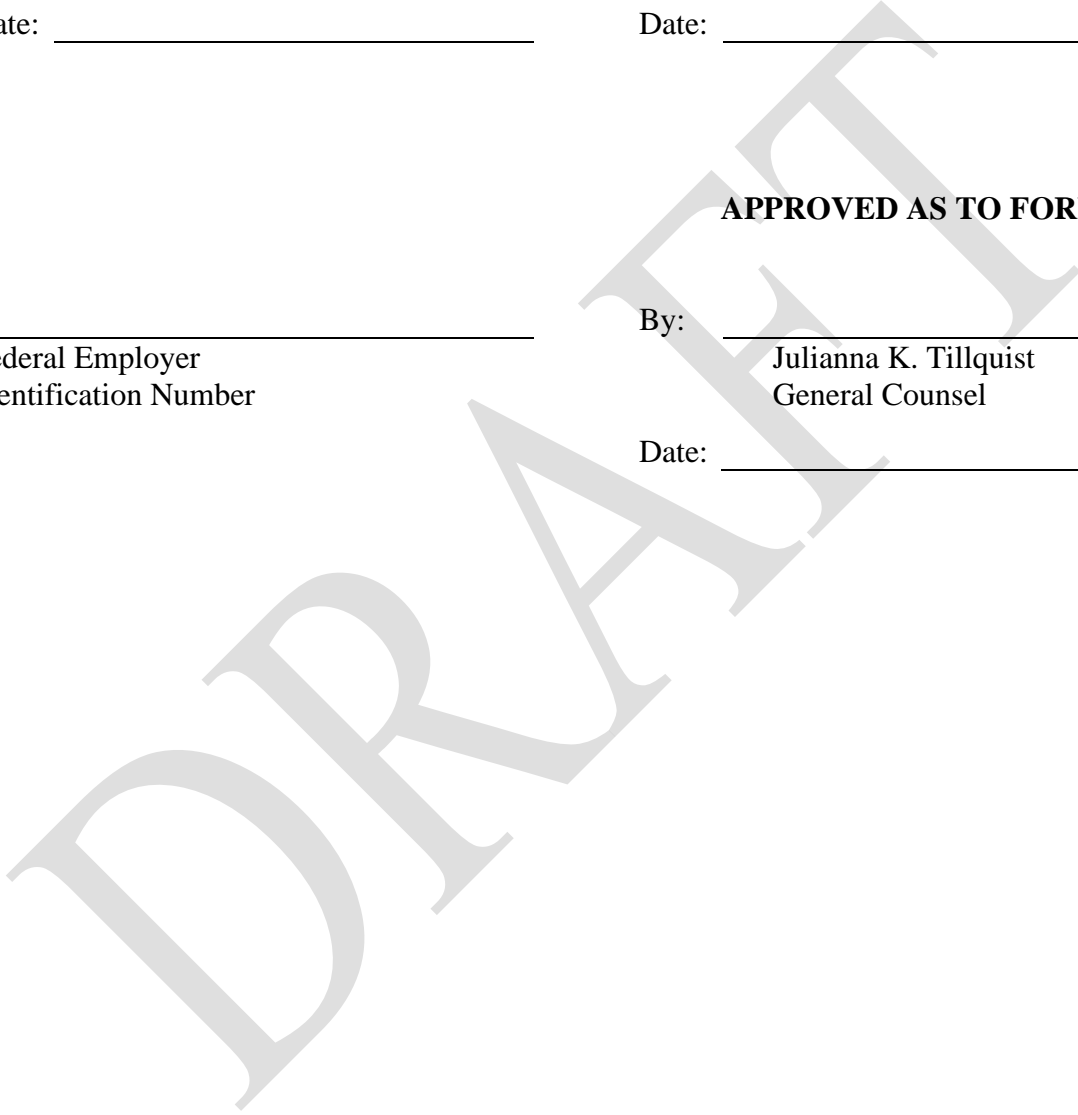 ate:
Date:
APPROVED AS TO FOR
By:
ederal Employer
entification Number
Julianna K. Tillquist
General Counsel
Date:
DRAFT